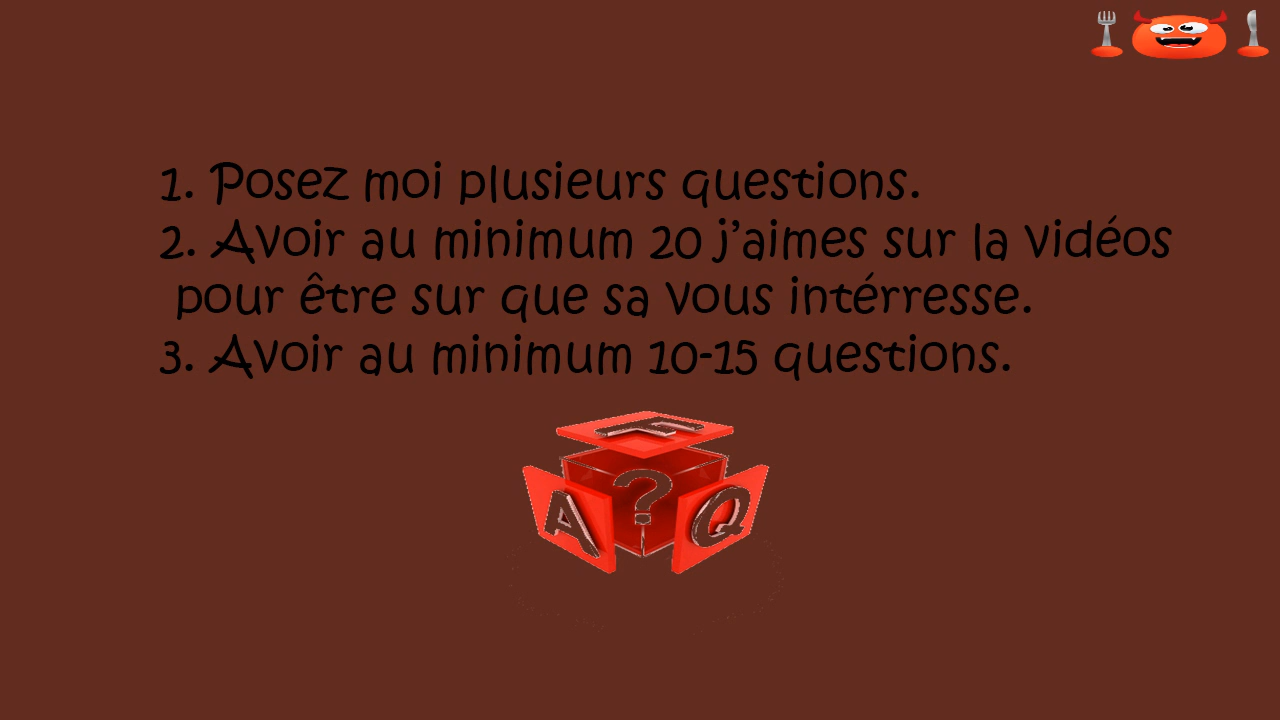 1. Posez moi plusieurs questions.
2. Avoir au minimum 20 j’aimes sur la vidéos
pour être sur que sa vous intérresse.
3. Avoir au minimum 10-15 questions.
F
A ? Q